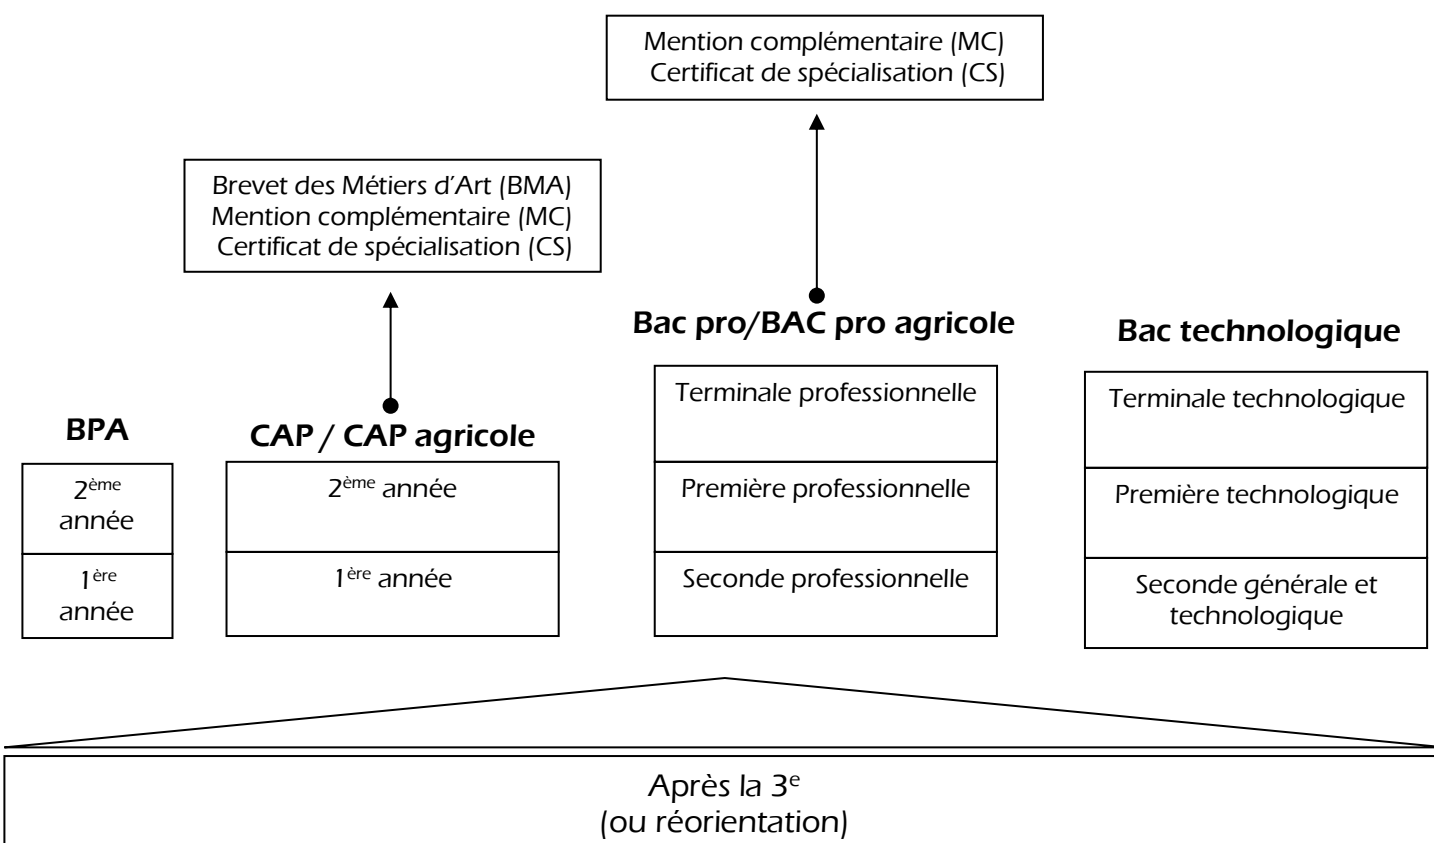 Mention complémentaire (MC)
Certificat de spécialisation (CS)
Brevet des Métiers d'Art (BMA)
Mention complémentaire (MC)
Certificat de spécialisation (CS)
Bac pro/BAC pro agricole
Bac technologique
BPA
CAP / CAP agricole
Terminale professionnelle
Terminale technologique
2ème
année
2ème année
Première professionnelle
Première technologique
1ère
année
1ère année
Seconde professionnelle
Seconde générale et
technologique
Après la 3e
(ou réorientation)